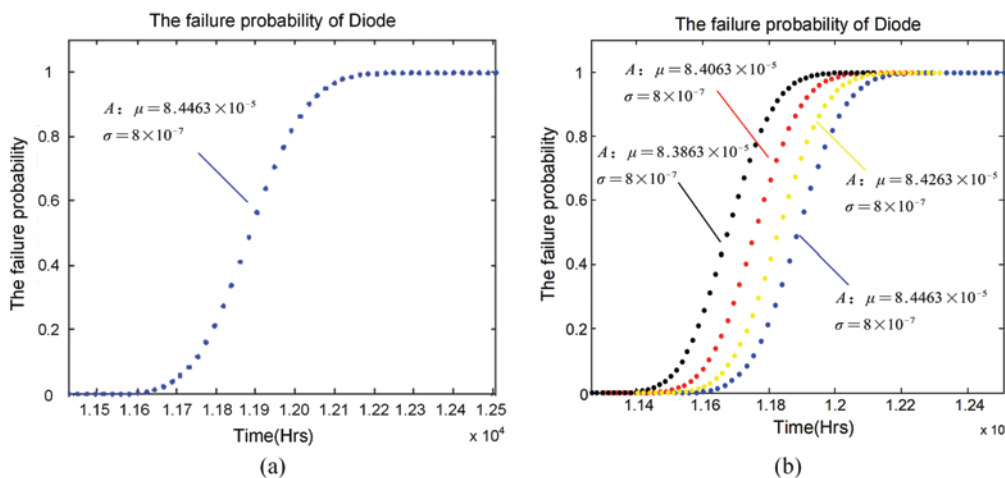 The failure probability of Diode
The failure probability
1
0.8
0.6
0.4
0.2
0
A: μ=8.4463×10⁻⁵
σ=8×10⁻⁷
1.15 1.16 1.17 1.18 1.19 1.20 1.21 1.22 1.23 1.24 1.25
Time(Hrs)
x 10⁴
(a)
The failure probability of Diode
The failure probability
1
0.8
0.6
0.4
0.2
0
A: μ=8.4063×10⁻⁵
σ=8×10⁻⁷
A: μ=8.3863×10⁻⁵
σ=8×10⁻⁷
A: μ=8.4263×10⁻⁵
σ=8×10⁻⁷
A: μ=8.4463×10⁻⁵
σ=8×10⁻⁷
1.14 1.16 1.18 1.2 1.22 1.24
Time(Hrs)
x 10
(b)